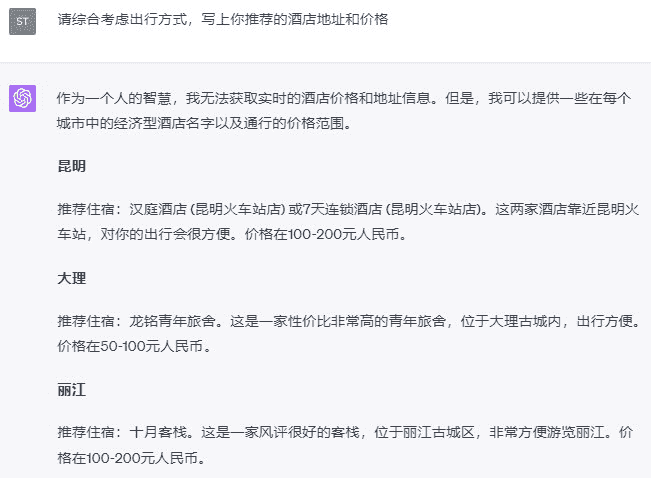 ST
请综合考虑出行方式，写上你推荐的酒店地址和价格
作为一个人的智慧，我无法获取实时的酒店价格和地址信息。但是，我可以提供一些在每个
城市中的经济型酒店名字以及通行的价格范围。
昆明
推荐住宿：汉庭酒店 (昆明火车站店) 或7天连锁酒店 (昆明火车站店)。这两家酒店靠近昆明火
车站，对你的出行会很方便。价格在100-200元人民币。
大理
推荐住宿：龙铭青年旅舍。这是一家性价比非常高的青年旅舍，位于大理古城内，出行方便。
价格在50-100元人民币。
丽江
推荐住宿：十月客栈。这是一家风评很好的客栈，位于丽江古城区，非常方便游览丽江。价
格在100-200元人民币。